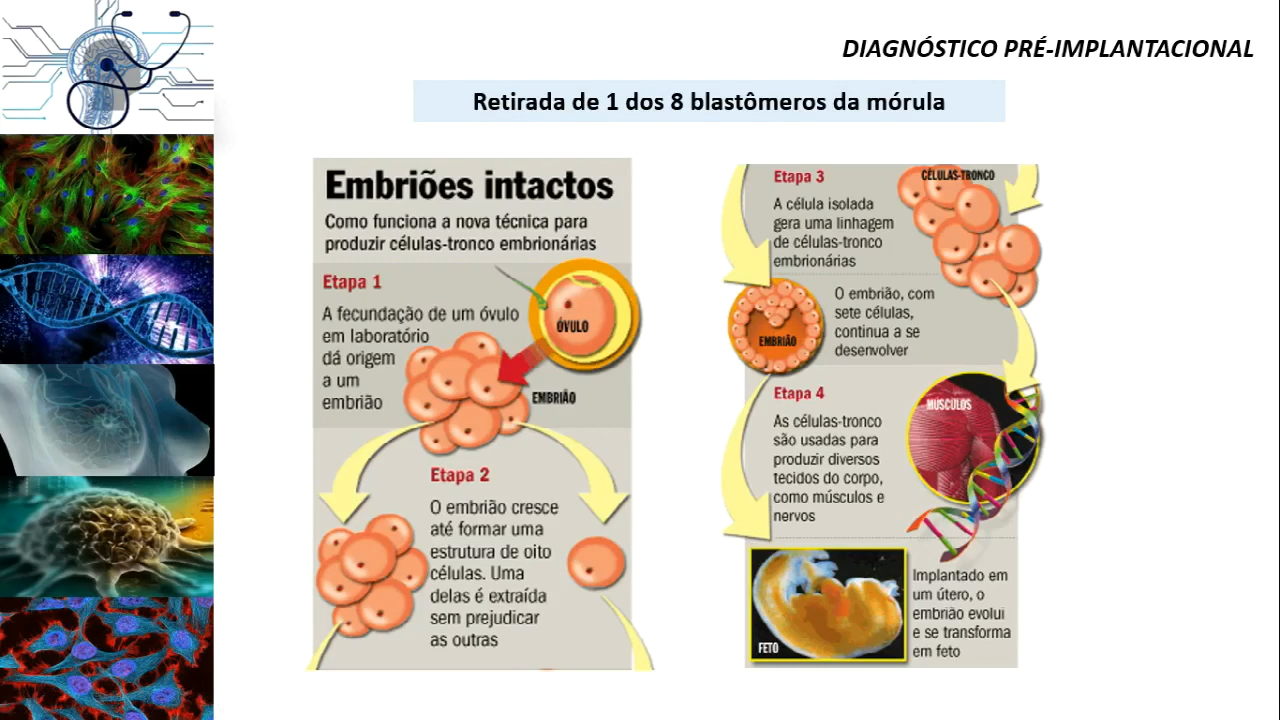 DIAGNÓSTICO PRÉ-IMPLANTACIONAL
Retirada de 1 dos 8 blastômeros da mórula
Embriões intactos
Como funciona a nova técnica para
produzir células-tronco embrionárias
Etapa 1
A fecundação de um óvulo
em laboratório
dá origem
a um
embrião
ÓVULO
EMBRIÃO
Etapa 2
O embrião cresce
até formar uma
estrutura de oito
células. Uma
delas é extraída
sem prejudicar
as outras
Etapa 3
A célula isolada
gera uma linhagem
de células-tronco
embrionárias
CÉLULAS-TRONCO
O embrião, com
sete células,
continua a se
desenvolver
EMBRIÃO
Etapa 4
As células-tronco
são usadas para
produzir diversos
tecidos do corpo,
como músculos e
nervos
MÚSCULOS
FETO
Implantado em
um útero, o
embrião evolui
e se transforma
em feto